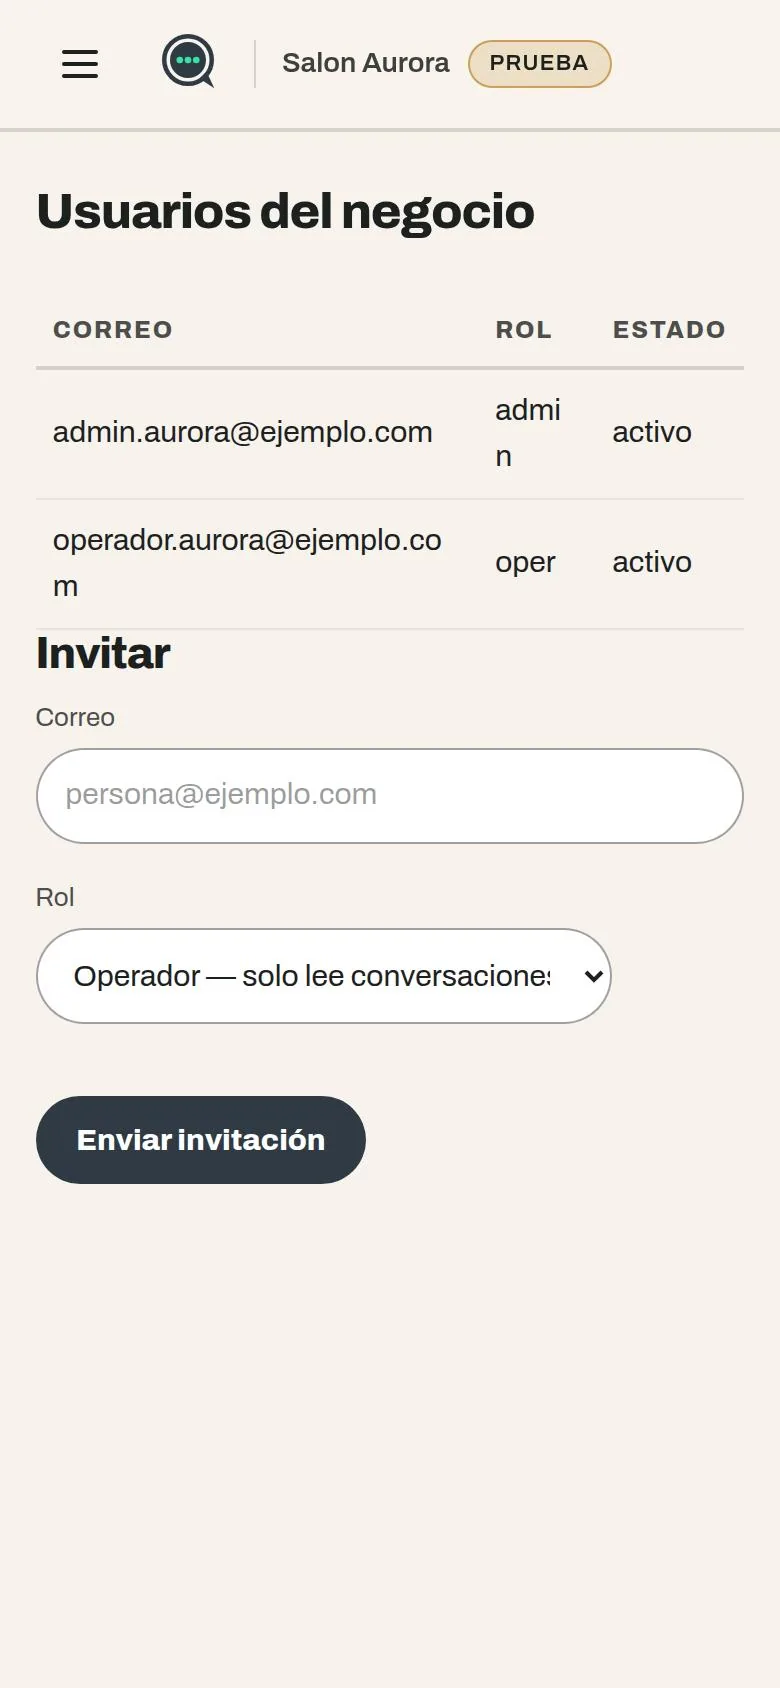 Salon Aurora PRUEBA
Usuarios del negocio
CORREO ROL ESTADO
admin.aurora@ejemplo.com admi
n activo
operador.aurora@ejemplo.co
m oper activo
Invitar
Correo
persona@ejemplo.com
Rol
Operador — solo lee conversaciones
Enviar invitación